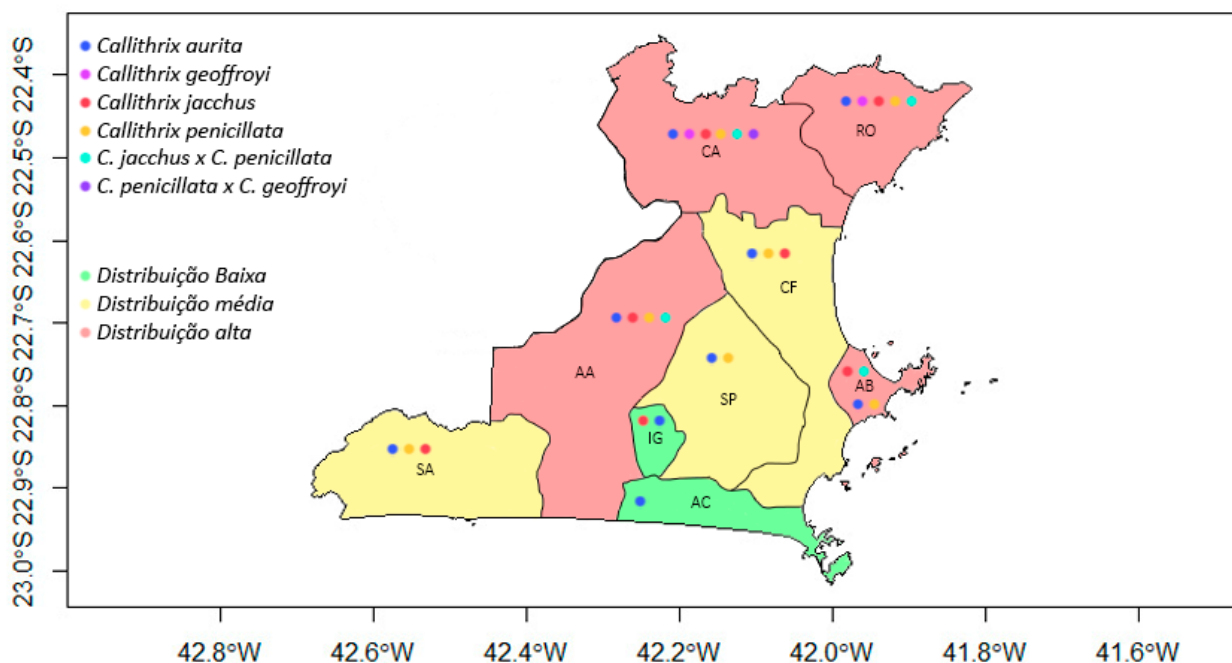 Callithrix aurita
Callithrix geoffroyi
Callithrix jacchus
Callithrix penicillata
C. jacchus x C. penicillata
C. penicillata x C. geoffroyi
Distribuição Baixa
Distribuição média
Distribuição alta
RO
CA
CF
AA
AB
SP
IG
SA
AC
22.4°S
22.5°S
22.6°S
22.7°S
22.8°S
22.9°S
23.0°S
42.8°W
42.6°W
42.4°W
42.2°W
42.0°W
41.8°W
41.6°W